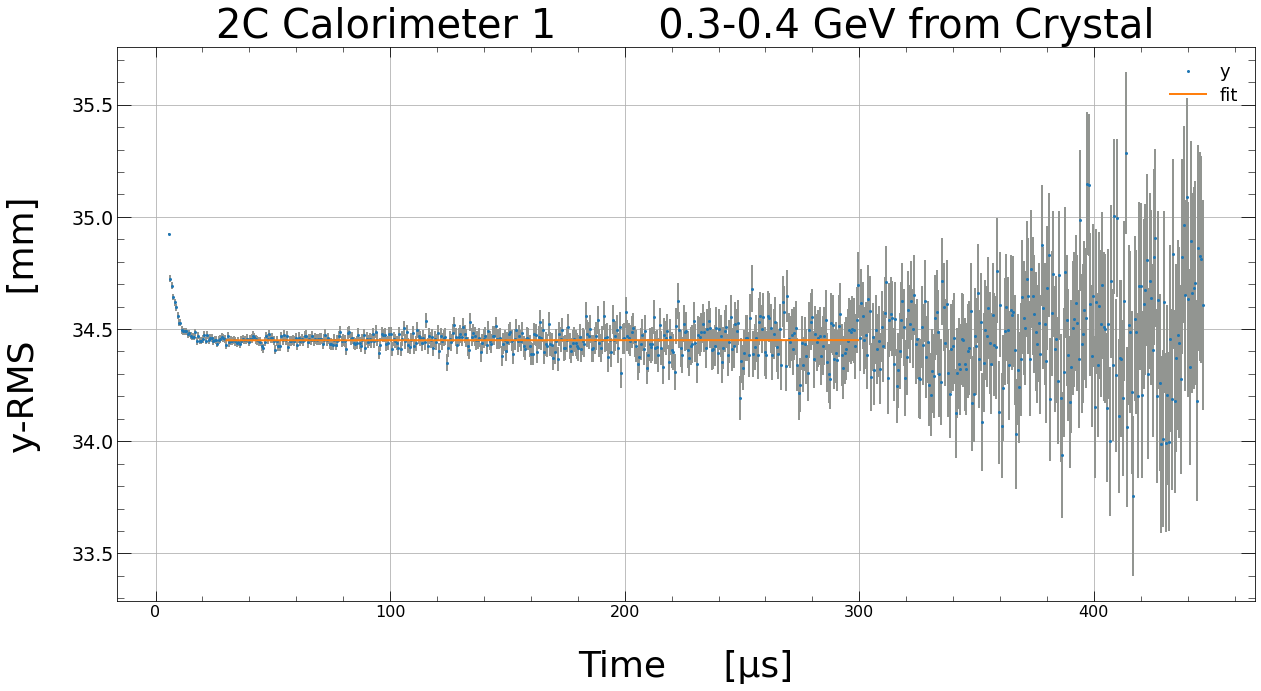 2C Calorimeter 1 0.3-0.4 GeV from Crystal
y
fit
35.5
35.0
34.5
34.0
33.5
y-RMS [mm]
0 100 200 300 400
Time [µs]